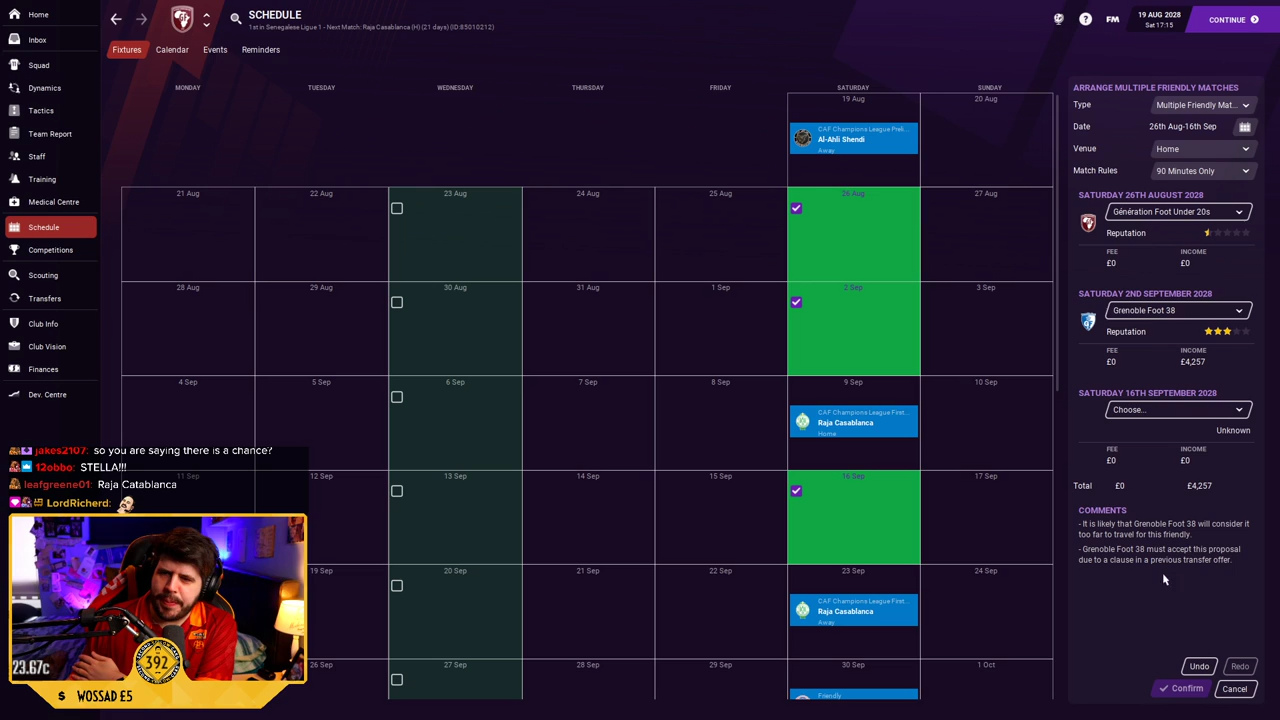 Home
Inbox
Squad
Dynamics
Tactics
Team Report
Staff
Training
Medical Centre
Schedule
Competitions
Scouting
Transfers
Club Info
Club Vision
Finances
Dev. Centre
SCHEDULE
1st in Senegalese Ligue 1 - Next Match: Raja Casablanca (H) (21 days) (ID:85010212)
FM
19 AUG 2028
Sat 17:15
CONTINUE
Fixtures
Calendar
Events
Reminders
MONDAY
TUESDAY
WEDNESDAY
THURSDAY
FRIDAY
SATURDAY
SUNDAY
19 Aug
20 Aug
CAF Champions League Preli...
Al-Ahli Shendi
Away
21 Aug
22 Aug
23 Aug
24 Aug
25 Aug
26 Aug
27 Aug
28 Aug
29 Aug
30 Aug
31 Aug
1 Sep
2 Sep
3 Sep
4 Sep
5 Sep
6 Sep
7 Sep
8 Sep
9 Sep
10 Sep
CAF Champions League First...
Raja Casablanca
Home
11 Sep
12 Sep
13 Sep
14 Sep
15 Sep
16 Sep
17 Sep
19 Sep
20 Sep
21 Sep
22 Sep
23 Sep
24 Sep
CAF Champions League First...
Raja Casablanca
Away
26 Sep
27 Sep
28 Sep
29 Sep
30 Sep
1 Oct
Friendly
ARRANGE MULTIPLE FRIENDLY MATCHES
Type
Multiple Friendly Mat...
Date
26th Aug-16th Sep
Venue
Home
Match Rules
90 Minutes Only
SATURDAY 26TH AUGUST 2028
Génération Foot Under 20s
Reputation
FEE
INCOME
£0
£0
SATURDAY 2ND SEPTEMBER 2028
Grenoble Foot 38
Reputation
FEE
INCOME
£0
£4,257
SATURDAY 16TH SEPTEMBER 2028
Choose...
Unknown
FEE
INCOME
£0
£0
Total
£0
£4,257
COMMENTS
- It is likely that Grenoble Foot 38 will consider it
too far to travel for this friendly.
- Grenoble Foot 38 must accept this proposal
due to a clause in a previous transfer offer.
Undo
Redo
Confirm
Cancel
jakes2107: so you are saying there is a chance?
12obbo: STELLA!!!
leafgreene01: Raja Catablanca
LordRicherd:
23.67c
392
$ WOSSAD £5